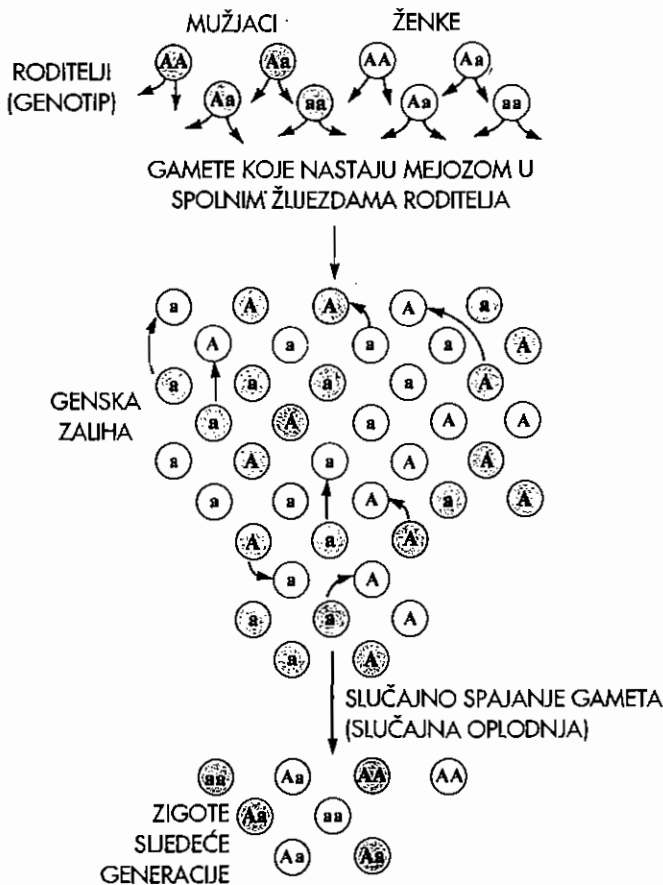 MUŽJACI ŽENKE
RODITELJI
(GENOTIP)
AA Aa AA Aa
Aa aa Aa aa
GAMETE KOJE NASTAJU MEJOZOM U
SPOLNIM ŽLIJEZDAMA RODITELJA
a A A A a
A a a a A
a a a a A
GENSKA
ZALIHA
a A a A A
a A a A A
a a A a A
A a A
a A
a a A
a A
SLUČAJNO SPAJANJE GAMETA
(SLUČAJNA OPLODNJA)
aa Aa AA AA
ZIGOTE
SLIJEDEĆE
GENERACIJE
Aa aa
Aa Aa